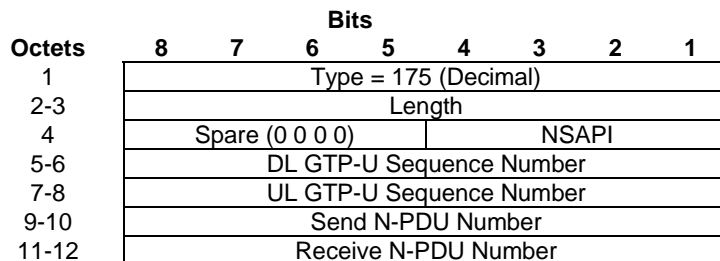 Bits
Octets 8 7 6 5 4 3 2 1
1 Type = 175 (Decimal)
2-3 Length
4 Spare (0 0 0 0) NSAPI
5-6 DL GTP-U Sequence Number
7-8 UL GTP-U Sequence Number
9-10 Send N-PDU Number
11-12 Receive N-PDU Number